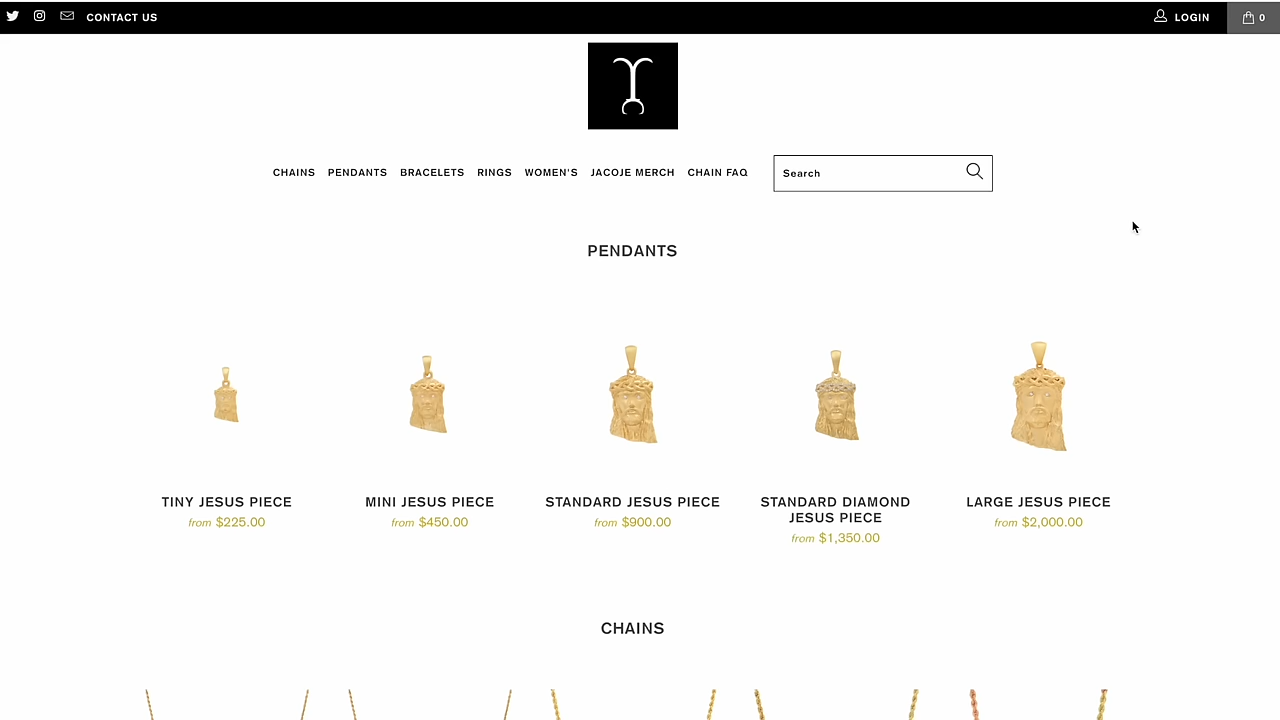 CONTACT US
LOGIN
0
CHAINS PENDANTS BRACELETS RINGS WOMEN'S JACOJE MERCH CHAIN FAQ
Search
PENDANTS
TINY JESUS PIECE
from $225.00
MINI JESUS PIECE
from $450.00
STANDARD JESUS PIECE
from $900.00
STANDARD DIAMOND
JESUS PIECE
from $1,350.00
LARGE JESUS PIECE
from $2,000.00
CHAINS